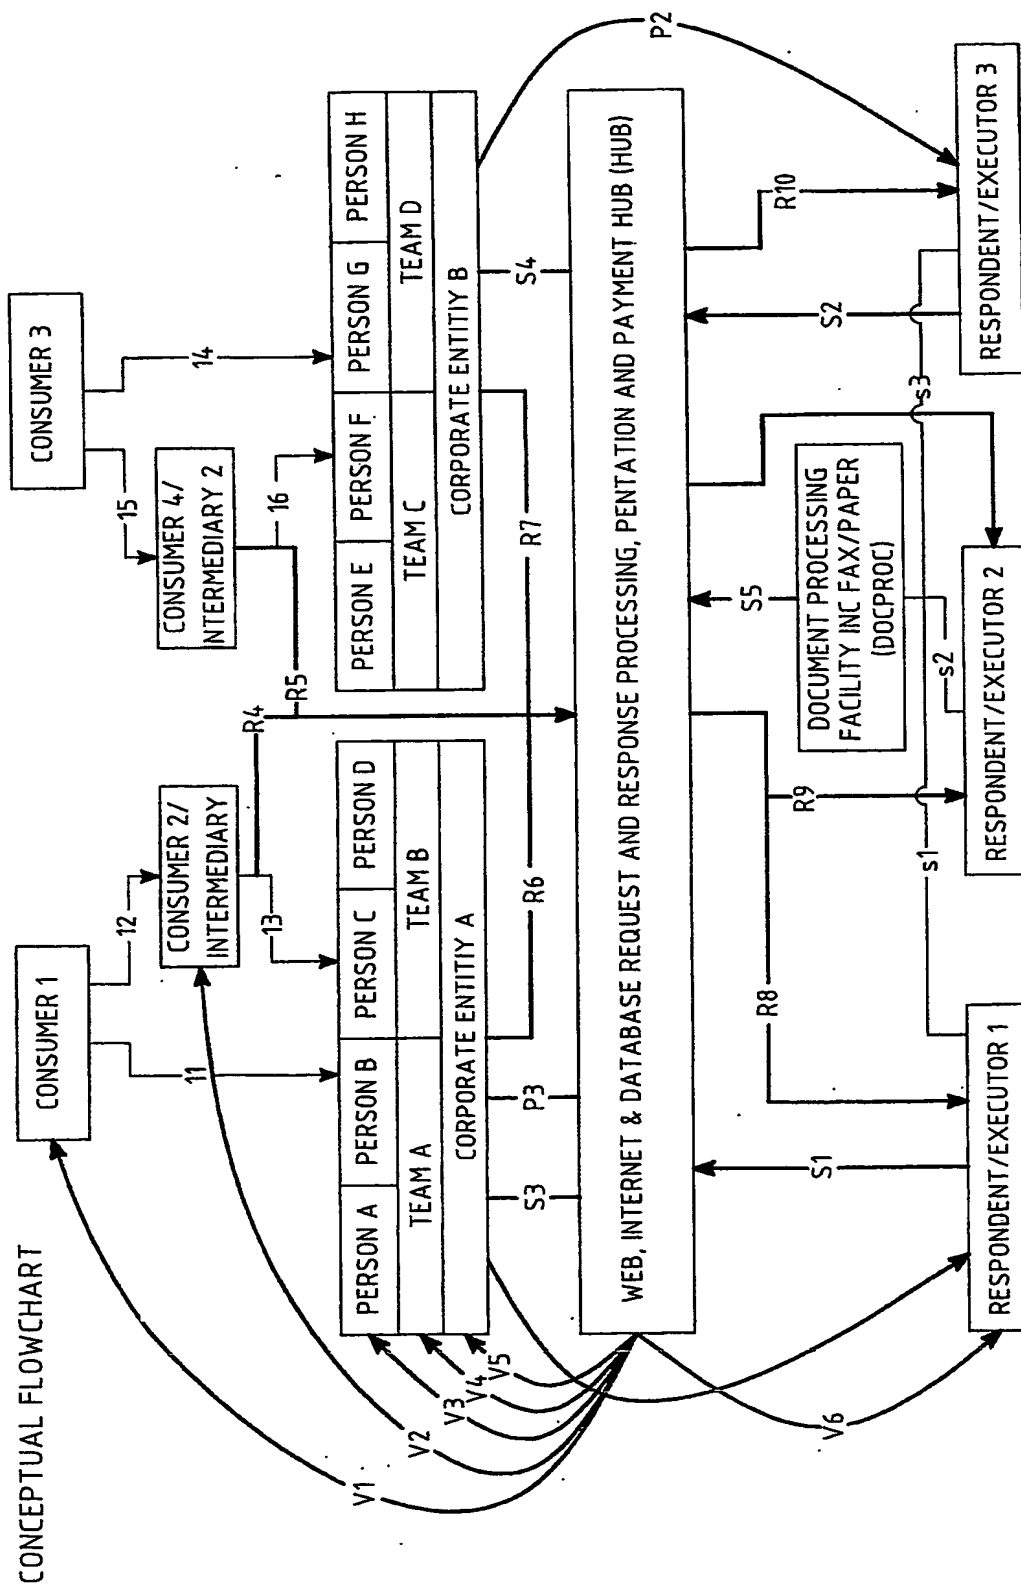 CONCEPTUAL FLOWCHART
CONSUMER 1
CONSUMER 3
12
15
11
14
CONSUMER 2/
INTERMEDIARY
CONSUMER 4/
INTERMEDIARY 2
13
R4
R5
16
V1
V2
V3
V4
V5
PERSON A
PERSON B
PERSON C
PERSON D
PERSON E
PERSON F
PERSON G
PERSON H
TEAM A
TEAM B
TEAM C
TEAM D
CORPORATE ENTITIY A
CORPORATE ENTITIY B
S3
P3
R6
R7
S4
P2
WEB, INTERNET & DATABASE REQUEST AND RESPONSE PROCESSING, PENTATION AND PAYMENT HUB (HUB)
V6
S1
R8
R9
S5
S2
R10
DOCUMENT PROCESSING
FACILITY INC FAX/PAPER
(DOCPROC)
s1
s2
s3
RESPONDENT/EXECUTOR 1
RESPONDENT/EXECUTOR 2
RESPONDENT/EXECUTOR 3